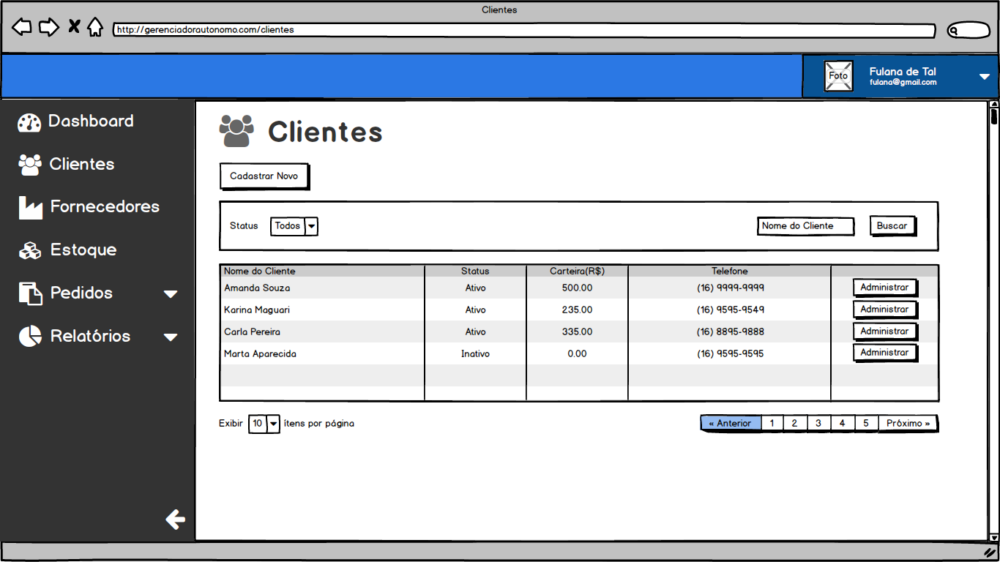 Clientes
http://gerenciadorautonomo.com/clientes
Foto
Fulana de Tal
fulana@gmail.com
Dashboard
Clientes
Fornecedores
Estoque
Pedidos
Relatórios
Clientes
Cadastrar Novo
Status Todos Nome do Cliente Buscar
Nome do Cliente Status Carteira(R$) Telefone
Amanda Souza Ativo 500.00 (16) 9999-9999 Administrar
Karina Maguari Ativo 235.00 (16) 9595-9549 Administrar
Carla Pereira Ativo 335.00 (16) 8895-9888 Administrar
Marta Aparecida Inativo 0.00 (16) 9595-9595 Administrar
Exibir 10 ítens por página « Anterior 1 2 3 4 5 Próximo »